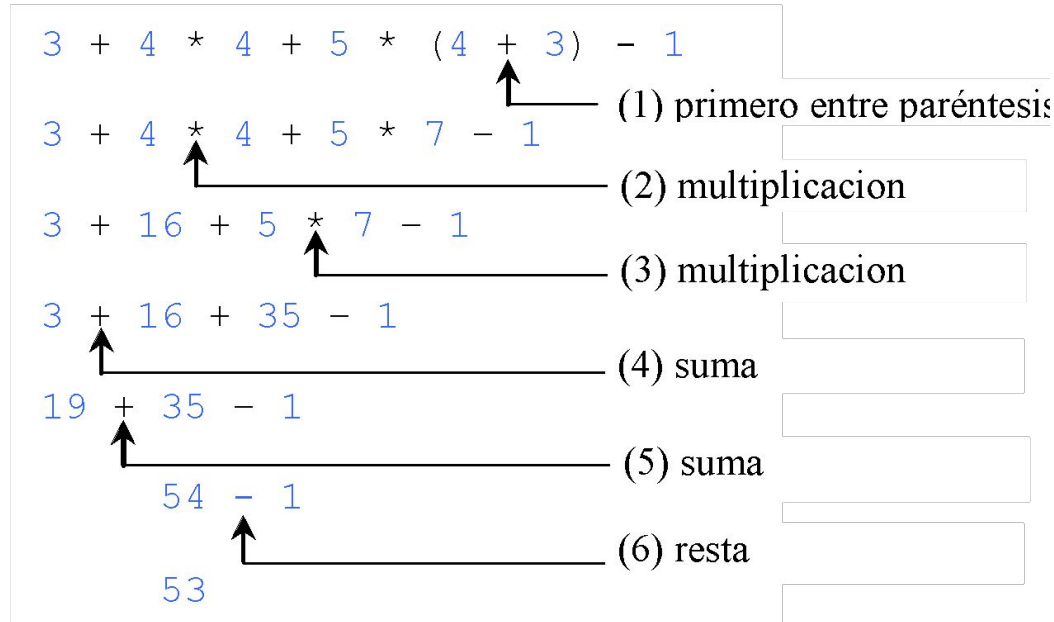 3 + 4 * 4 + 5 * (4 + 3) - 1
(1) primero entre paréntesis
3 + 4 * 4 + 5 * 7 - 1
(2) multiplicacion
3 + 16 + 5 * 7 - 1
(3) multiplicacion
3 + 16 + 35 - 1
(4) suma
19 + 35 - 1
(5) suma
54 - 1
(6) resta
53